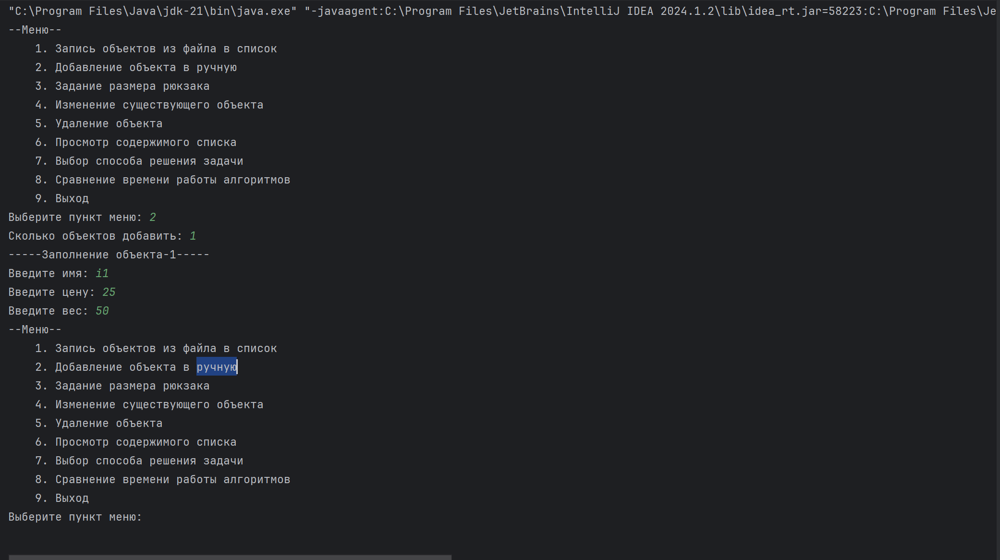 "C:\Program Files\Java\jdk-21\bin\java.exe" "-javaagent:C:\Program Files\JetBrains\IntelliJ IDEA 2024.1.2\lib\idea_rt.jar=58223:C:\Program Files\Je
--Меню--
    1. Запись объектов из файла в список
    2. Добавление объекта в ручную
    3. Задание размера рюкзака
    4. Изменение существующего объекта
    5. Удаление объекта
    6. Просмотр содержимого списка
    7. Выбор способа решения задачи
    8. Сравнение времени работы алгоритмов
    9. Выход
Выберите пункт меню: 2
Сколько объектов добавить: 1
-----Заполнение объекта-1-----
Введите имя: i1
Введите цену: 25
Введите вес: 50
--Меню--
    1. Запись объектов из файла в список
    2. Добавление объекта в ручную
    3. Задание размера рюкзака
    4. Изменение существующего объекта
    5. Удаление объекта
    6. Просмотр содержимого списка
    7. Выбор способа решения задачи
    8. Сравнение времени работы алгоритмов
    9. Выход
Выберите пункт меню: